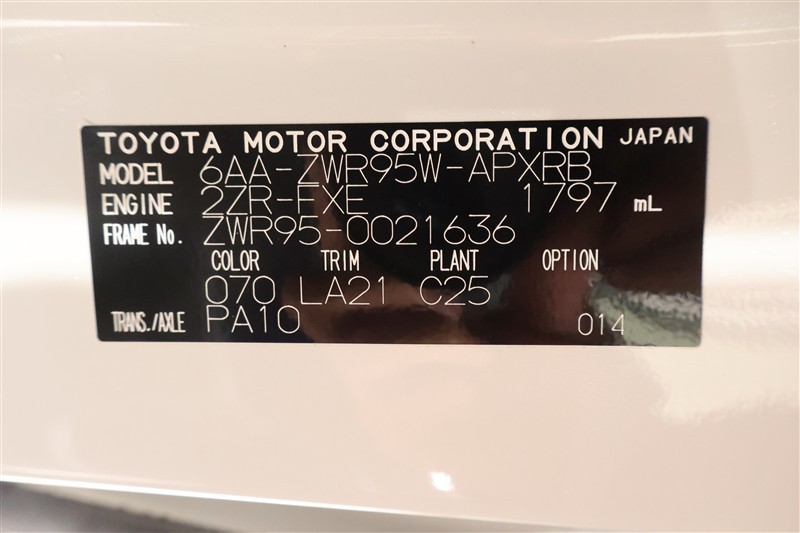 TOYOTA MOTOR CORPORATION JAPAN
MODEL 6AA-ZWR95W-APXRB
ENGINE 2ZR-FXE 1797 mL
FRAME No. ZWR95-0021636
COLOR TRIM PLANT OPTION
070 LA21 C25
TRANS./AXLE PA10 014